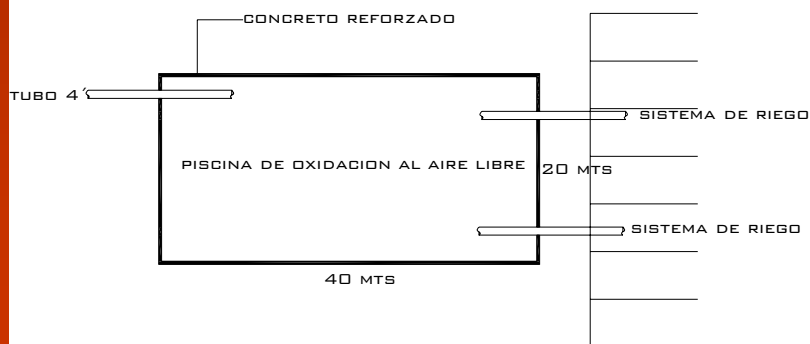 CONCRETO REFORZADO
TUBO 4´
SISTEMA DE RIEGO
PISCINA DE OXIDACION AL AIRE LIBRE
20 MTS
SISTEMA DE RIEGO
40 MTS